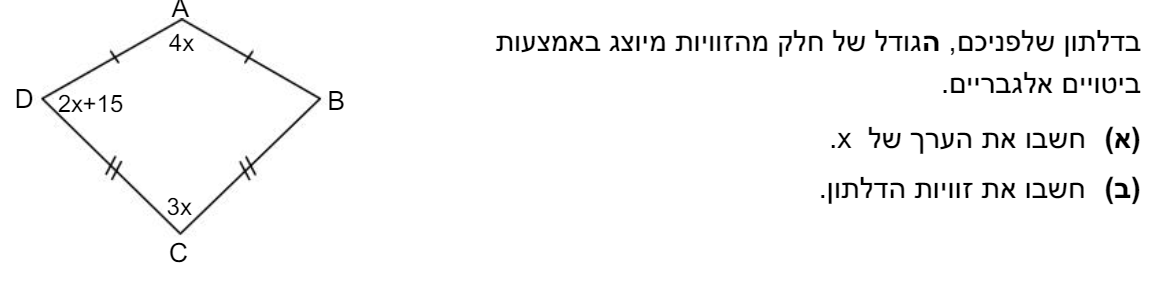 בדלתון שלפניכם, הגודל של חלק מהזוויות מיוצג באמצעות
ביטויים אלגבריים.
(א) חשבו את הערך של x.
(ב) חשבו את זוויות הדלתון.
A
4x
D
2x+15
B
3x
C